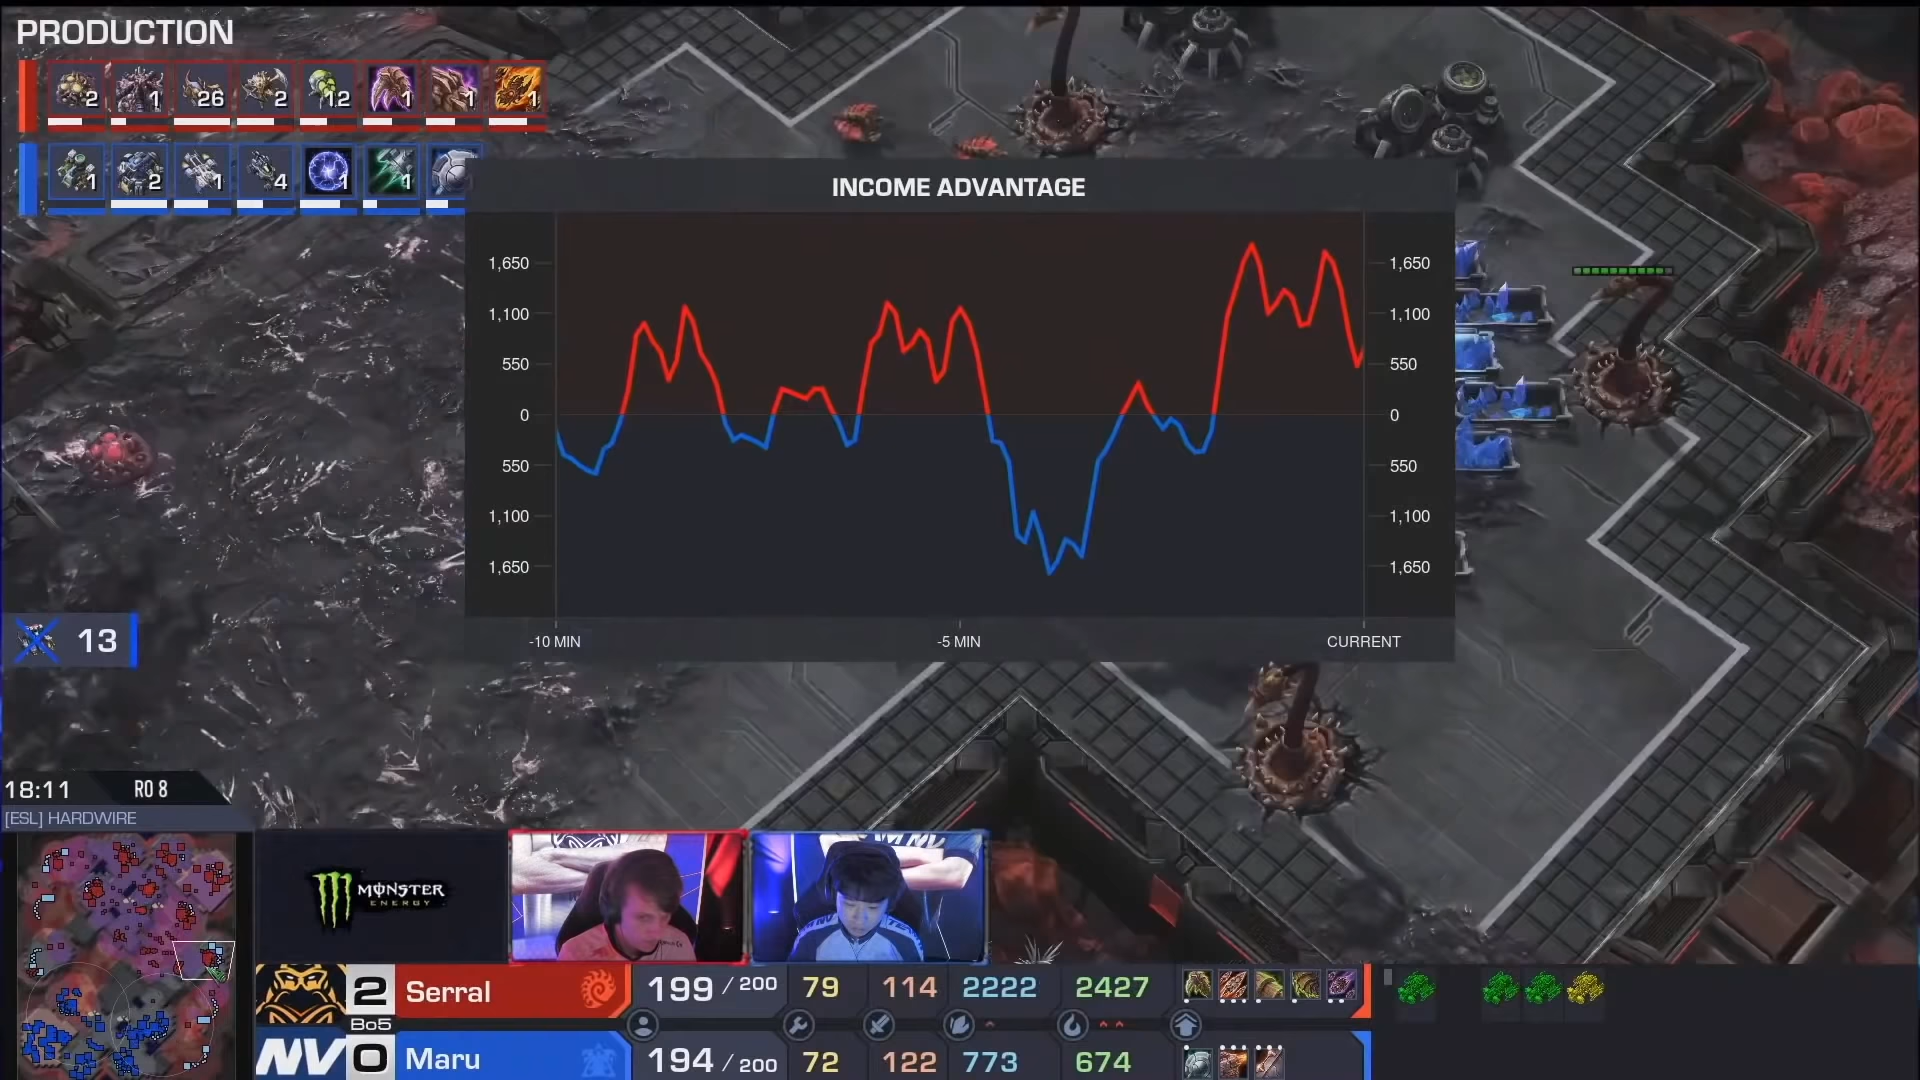 PRODUCTION
2 1 26 2 12 1 1 1
1 2 1 4 1 1
INCOME ADVANTAGE
1,650 1,650
1,100 1,100
550 550
0 0
550 550
1,100 1,100
1,650 1,650
-10 MIN -5 MIN CURRENT
13
18:11 RO 8
[ESL] HARDWIRE
MONSTER
ENERGY
2 Serral 199 / 200 79 114 2222 2427
Bo5
NV 0 Maru 194 / 200 72 122 773 674